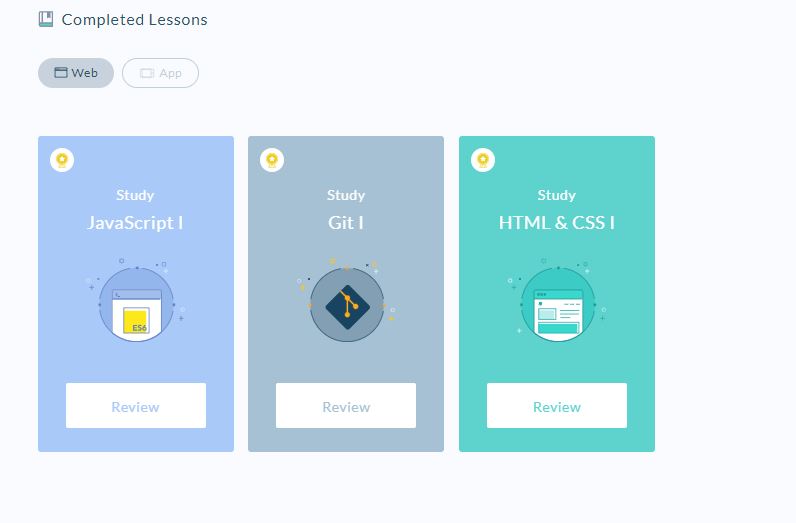 Completed Lessons
Web
App
Study
JavaScript I
ES6
Review
Study
Git I
Review
Study
HTML & CSS I
Review